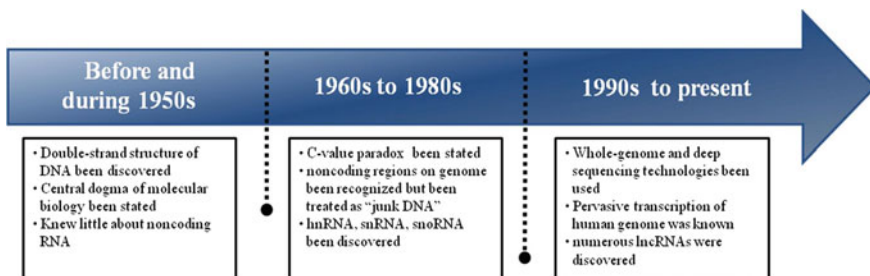 Before and
during 1950s
1960s to 1980s
1990s to present
• Double-strand structure of
DNA been discovered
• Central dogma of molecular
biology been stated
• Knew little about noncoding
RNA
• C-value paradox been stated
• noncoding regions on genome
been recognized but been
treated as “junk DNA”
• hnRNA, snRNA, snoRNA
been discovered
• Whole-genome and deep
sequencing technologies been
used
• Pervasive transcription of
human genome was known
• numerous lncRNAs were
discovered